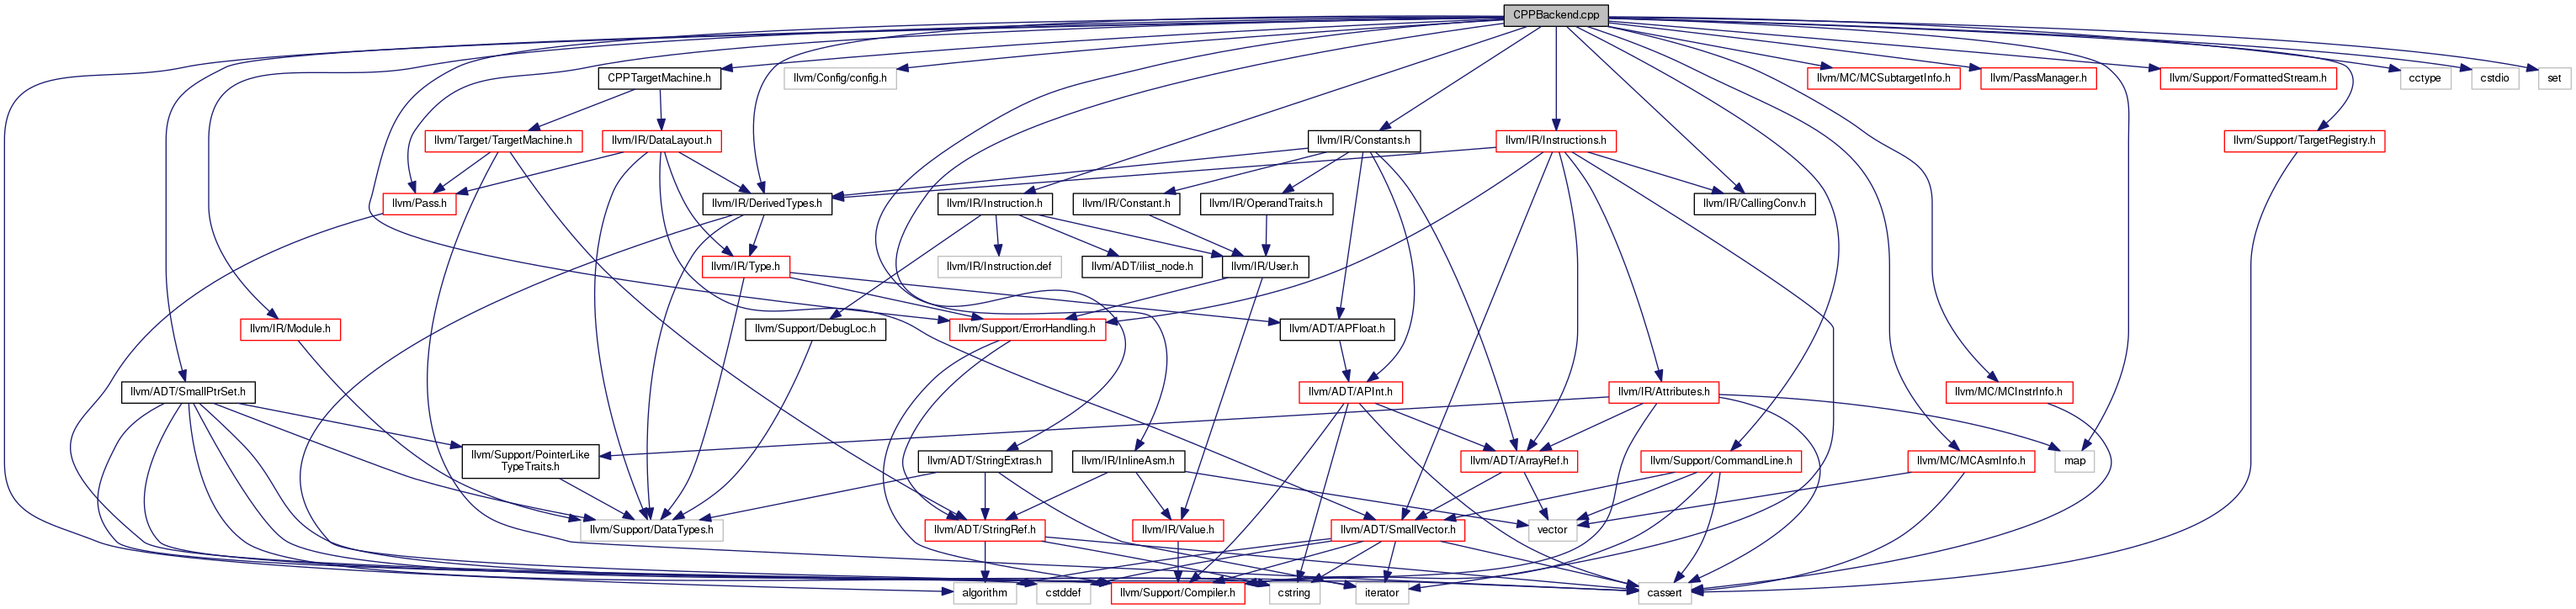 CPPBackend.cpp
CPPTargetMachine.h
llvm/Config/config.h
llvm/MC/MCSubtargetInfo.h
llvm/PassManager.h
llvm/Support/FormattedStream.h
cctype
cstdio
set
llvm/Target/TargetMachine.h
llvm/IR/DataLayout.h
llvm/IR/Constants.h
llvm/IR/Instructions.h
llvm/Support/TargetRegistry.h
llvm/Pass.h
llvm/IR/DerivedTypes.h
llvm/IR/Instruction.h
llvm/IR/Constant.h
llvm/IR/OperandTraits.h
llvm/IR/CallingConv.h
llvm/IR/Type.h
llvm/IR/Instruction.def
llvm/ADT/ilist_node.h
llvm/IR/User.h
llvm/IR/Module.h
llvm/Support/DebugLoc.h
llvm/Support/ErrorHandling.h
llvm/ADT/APFloat.h
llvm/ADT/SmallPtrSet.h
llvm/ADT/APInt.h
llvm/IR/Attributes.h
llvm/MC/MCInstrInfo.h
llvm/Support/PointerLike
TypeTraits.h
llvm/ADT/StringExtras.h
llvm/IR/InlineAsm.h
llvm/ADT/ArrayRef.h
llvm/Support/CommandLine.h
llvm/MC/MCAsmInfo.h
map
llvm/Support/DataTypes.h
llvm/ADT/StringRef.h
llvm/IR/Value.h
llvm/ADT/SmallVector.h
vector
algorithm
cstddef
llvm/Support/Compiler.h
cstring
iterator
cassert